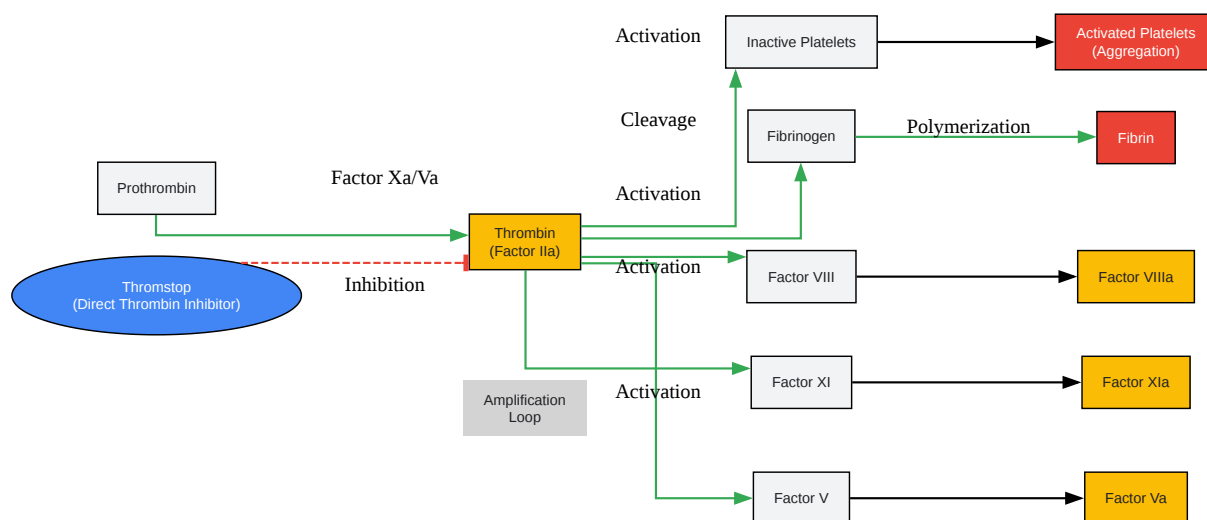 Activation
Inactive Platelets
Activated Platelets
(Aggregation)
Cleavage
Fibrinogen
Polymerization
Fibrin
Prothrombin
Factor Xa/Va
Activation
Thrombin
(Factor IIa)
Thromstop
(Direct Thrombin Inhibitor)
Inhibition
Activation
Factor VIII
Factor VIIIa
Amplification
Loop
Activation
Factor XI
Factor XIa
Factor V
Factor Va